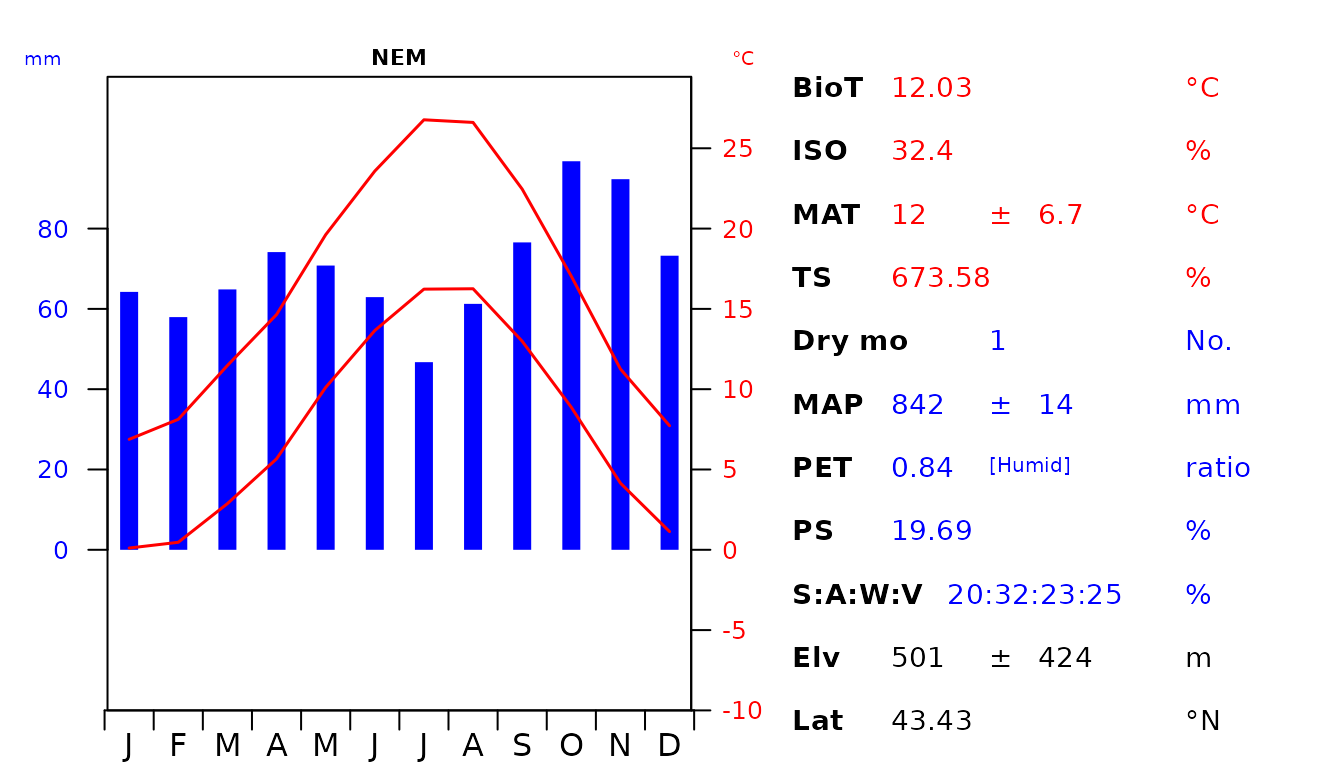 mm NEM °C
80
60
40
20
0
25
20
15
10
5
0
-5
-10
J F M A M J J A S O N D
BioT 12.03 °C
ISO 32.4 %
MAT 12 ± 6.7 °C
TS 673.58 %
Dry mo 1 No.
MAP 842 ± 14 mm
PET 0.84 [Humid] ratio
PS 19.69 %
S:A:W:V 20:32:23:25 %
Elv 501 ± 424 m
Lat 43.43 °N